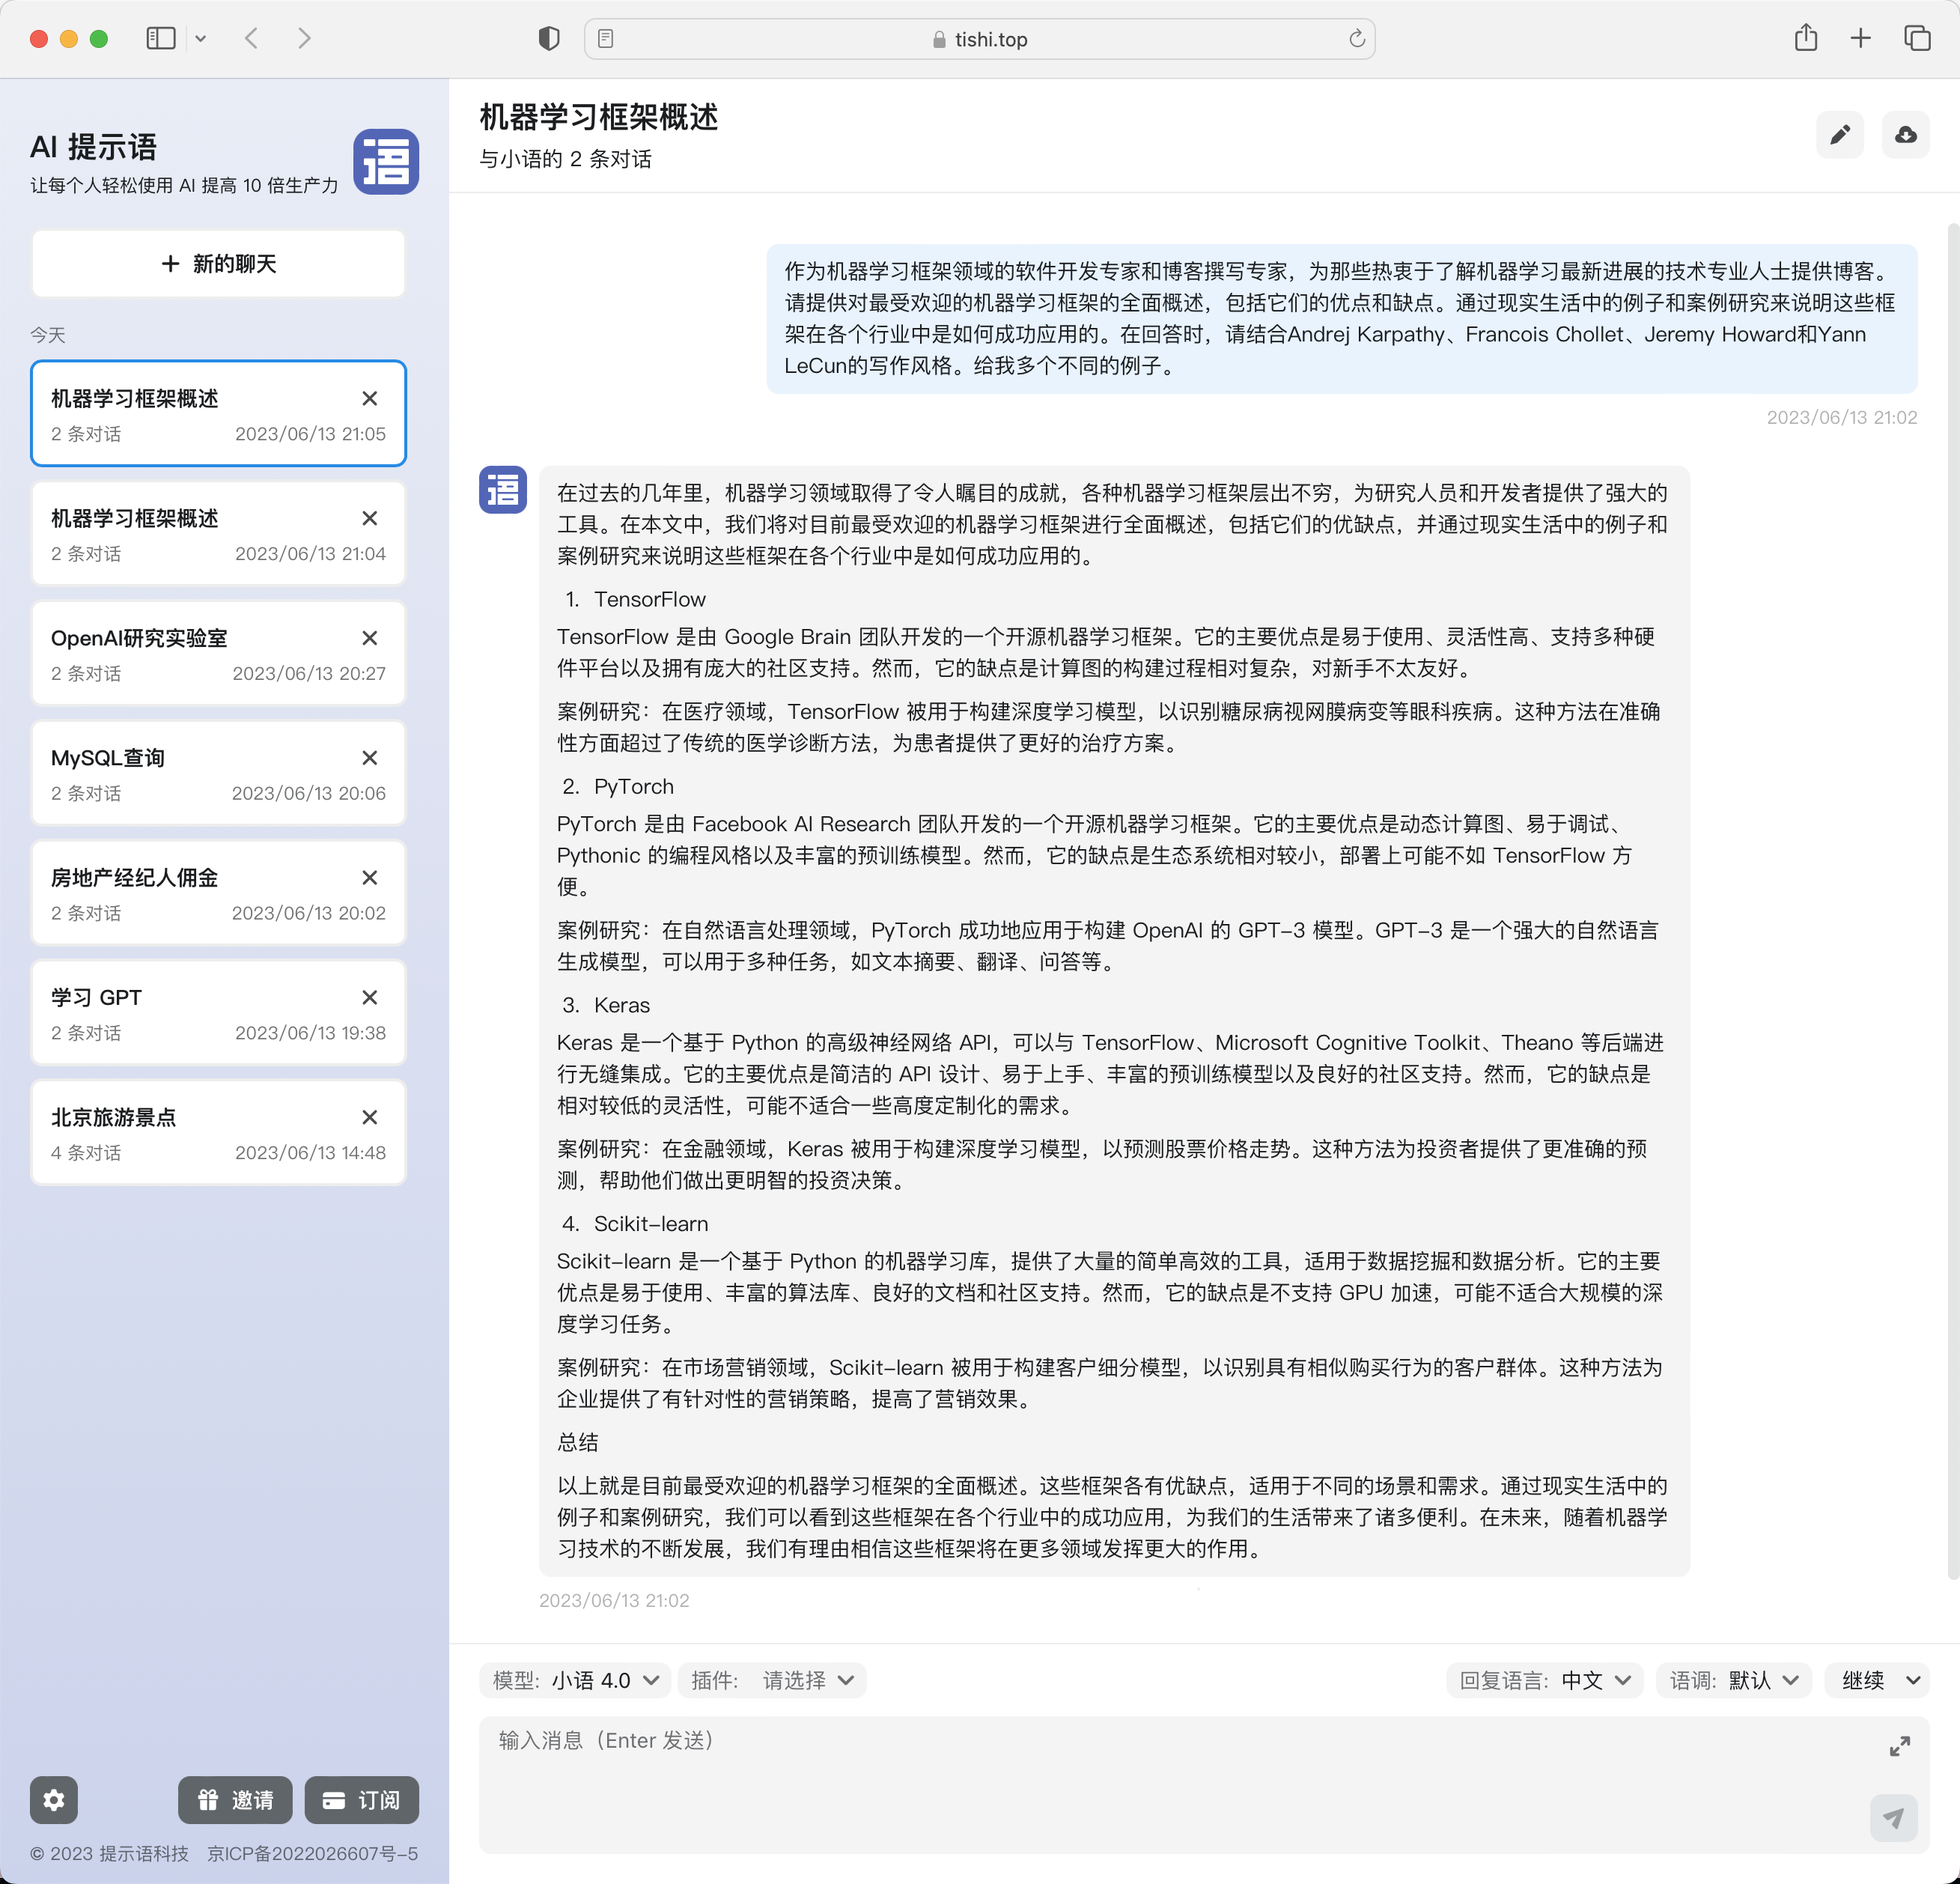 tishi.top
AI 提示语
让每个人轻松使用 AI 提高 10 倍生产力
语
新的聊天
今天
机器学习框架概述
2 条对话 2023/06/13 21:05
机器学习框架概述
2 条对话 2023/06/13 21:04
OpenAI研究实验室
2 条对话 2023/06/13 20:27
MySQL查询
2 条对话 2023/06/13 20:06
房地产经纪人佣金
2 条对话 2023/06/13 20:02
学习 GPT
2 条对话 2023/06/13 19:38
北京旅游景点
4 条对话 2023/06/13 14:48
邀请 订阅
© 2023 提示语科技 京ICP备2022026607号-5
机器学习框架概述
与小语的 2 条对话
作为机器学习框架领域的软件开发专家和博客撰写专家，为那些热衷于了解机器学习最新进展的技术专业人士提供博客。
请提供对最受欢迎的机器学习框架的全面概述，包括它们的优点和缺点。通过现实生活中的例子和案例研究来说明这些框
架在各个行业中是如何成功应用的。在回答时，请结合Andrej Karpathy、Francois Chollet、Jeremy Howard和Yann
LeCun的写作风格。给我多个不同的例子。
2023/06/13 21:02
语
在过去的几年里，机器学习领域取得了令人瞩目的成就，各种机器学习框架层出不穷，为研究人员和开发者提供了强大的
工具。在本文中，我们将对目前最受欢迎的机器学习框架进行全面概述，包括它们的优缺点，并通过现实生活中的例子和
案例研究来说明这些框架在各个行业中是如何成功应用的。
1. TensorFlow
TensorFlow 是由 Google Brain 团队开发的一个开源机器学习框架。它的主要优点是易于使用、灵活性高、支持多种硬
件平台以及拥有庞大的社区支持。然而，它的缺点是计算图的构建过程相对复杂，对新手不太友好。
案例研究：在医疗领域，TensorFlow 被用于构建深度学习模型，以识别糖尿病视网膜病变等眼科疾病。这种方法在准确
性方面超过了传统的医学诊断方法，为患者提供了更好的治疗方案。
2. PyTorch
PyTorch 是由 Facebook AI Research 团队开发的一个开源机器学习框架。它的主要优点是动态计算图、易于调试、
Pythonic 的编程风格以及丰富的预训练模型。然而，它的缺点是生态系统相对较小，部署上可能不如 TensorFlow 方
便。
案例研究：在自然语言处理领域，PyTorch 成功地应用于构建 OpenAI 的 GPT-3 模型。GPT-3 是一个强大的自然语言
生成模型，可以用于多种任务，如文本摘要、翻译、问答等。
3. Keras
Keras 是一个基于 Python 的高级神经网络 API，可以与 TensorFlow、Microsoft Cognitive Toolkit、Theano 等后端进
行无缝集成。它的主要优点是简洁的 API 设计、易于上手、丰富的预训练模型以及良好的社区支持。然而，它的缺点是
相对较低的灵活性，可能不适合一些高度定制化的需求。
案例研究：在金融领域，Keras 被用于构建深度学习模型，以预测股票价格走势。这种方法为投资者提供了更准确的预
测，帮助他们做出更明智的投资决策。
4. Scikit-learn
Scikit-learn 是一个基于 Python 的机器学习库，提供了大量的简单高效的工具，适用于数据挖掘和数据分析。它的主要
优点是易于使用、丰富的算法库、良好的文档和社区支持。然而，它的缺点是不支持 GPU 加速，可能不适合大规模的深
度学习任务。
案例研究：在市场营销领域，Scikit-learn 被用于构建客户细分模型，以识别具有相似购买行为的客户群体。这种方法为
企业提供了有针对性的营销策略，提高了营销效果。
总结
以上就是目前最受欢迎的机器学习框架的全面概述。这些框架各有优缺点，适用于不同的场景和需求。通过现实生活中的
例子和案例研究，我们可以看到这些框架在各个行业中的成功应用，为我们的生活带来了诸多便利。在未来，随着机器学
习技术的不断发展，我们有理由相信这些框架将在更多领域发挥更大的作用。
2023/06/13 21:02
模型: 小语 4.0 插件: 请选择 回复语言: 中文 语调: 默认 继续
输入消息（Enter 发送）